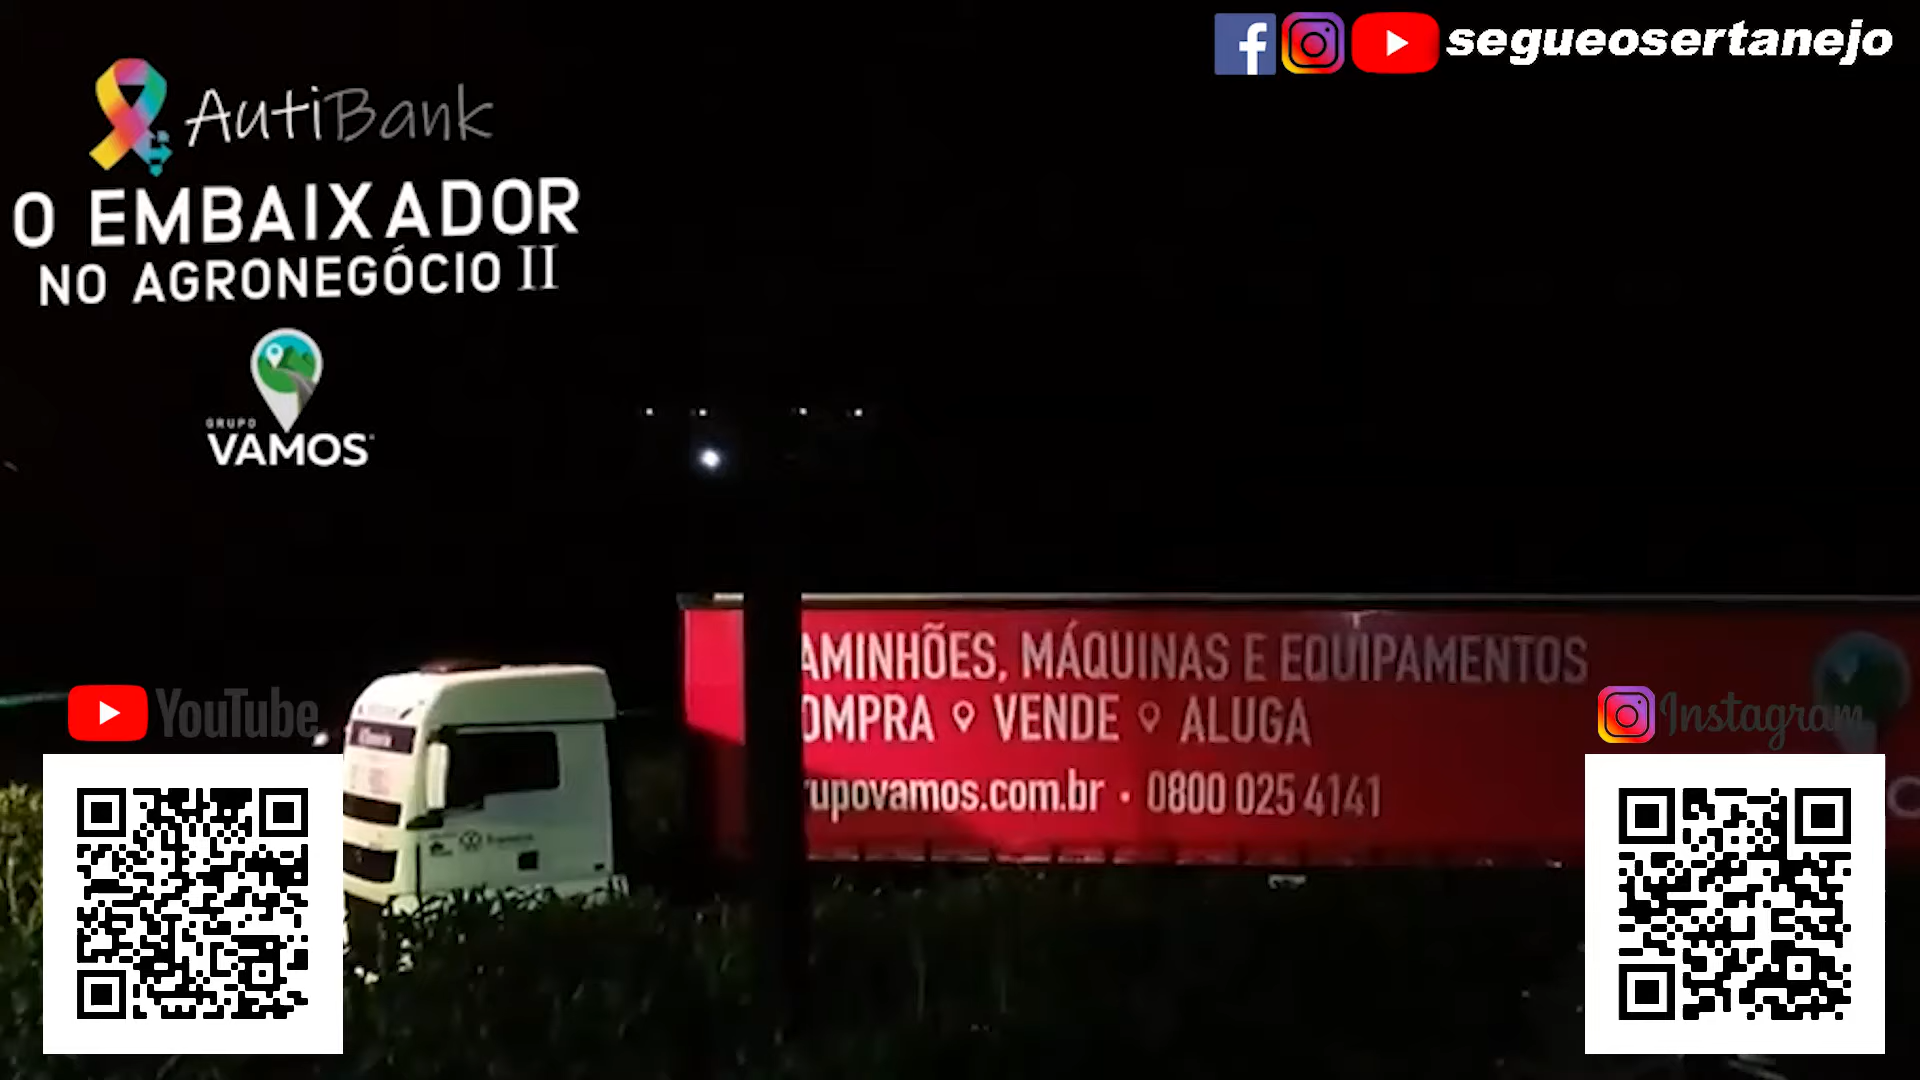 segueosertanejo
AutiBank
O EMBAIXADOR
NO AGRONEGÓCIO II
GRUPO
VAMOS
AMINHÕES, MÁQUINAS E EQUIPAMENTOS
OMPRA VENDE ALUGA
rupovamos.com.br · 0800 025 4141
YouTube
Instagram